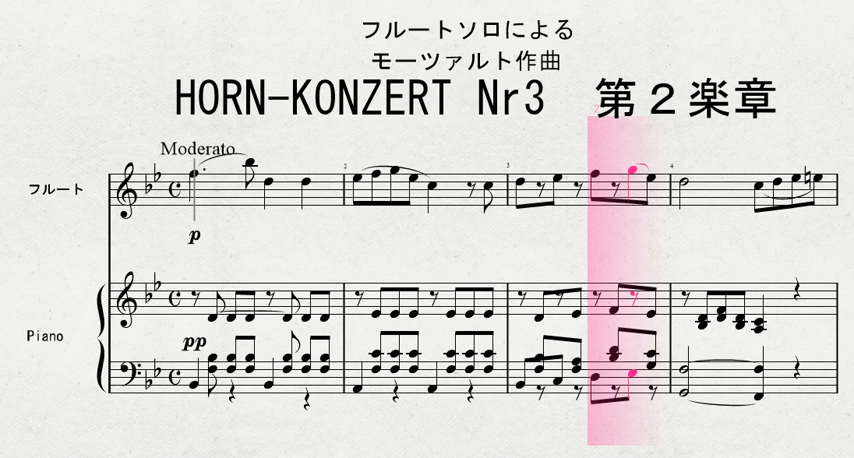 フルートソロによる
モーツァルト作曲
HORN-KONZERT Nr3 第2楽章
Moderato
2 3 4
フルート
p
Piano
pp